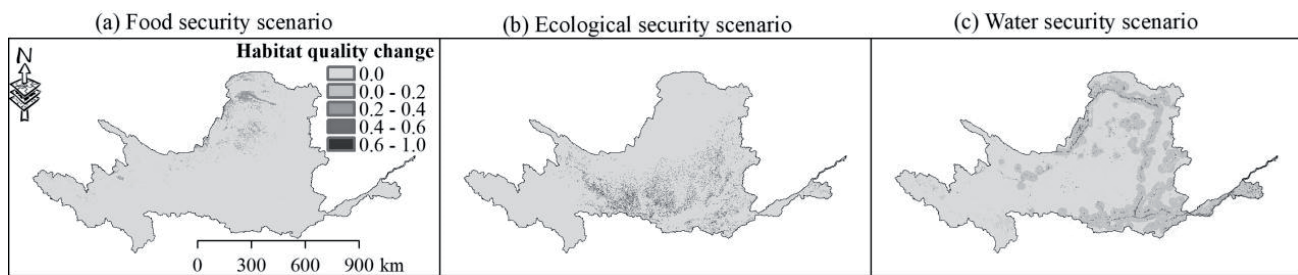 (a) Food security scenario
(b) Ecological security scenario
(c) Water security scenario
N
Habitat quality change
0.0
0.0 - 0.2
0.2 - 0.4
0.4 - 0.6
0.6 - 1.0
0 300 600 900 km